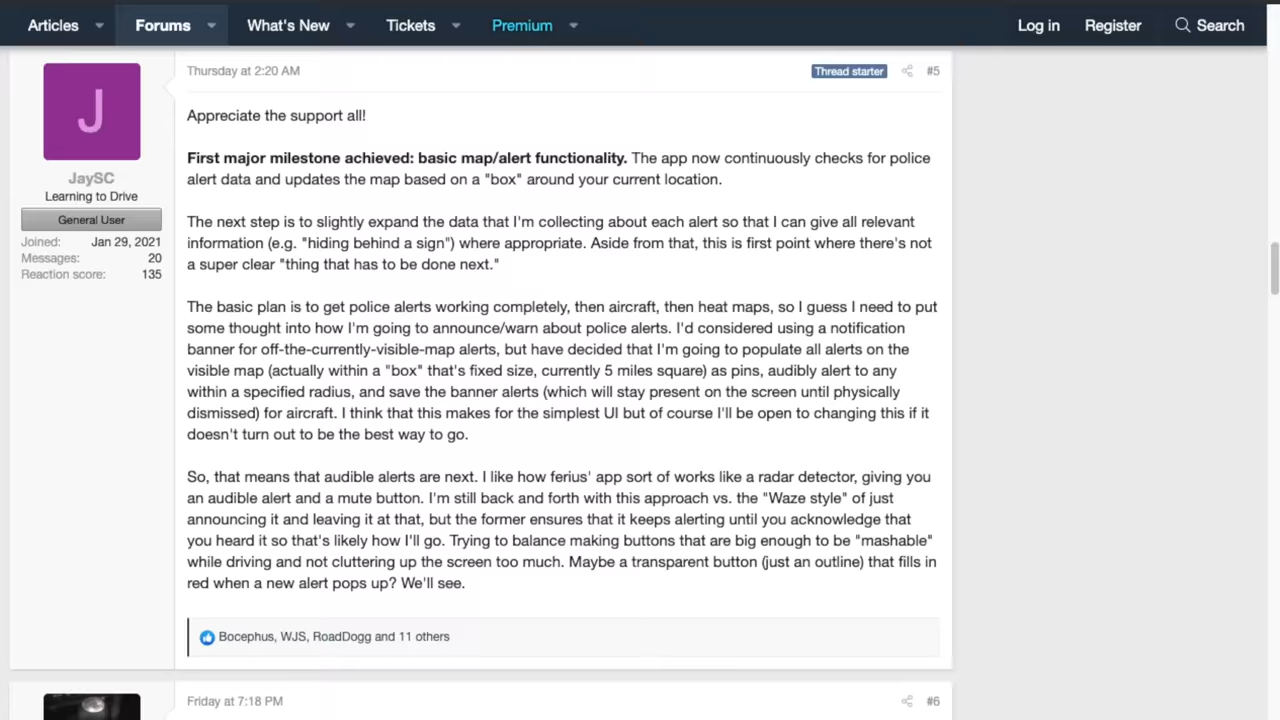 Articles Forums What's New Tickets Premium Log in Register Search
Thursday at 2:20 AM Thread starter #5
J
JaySC
Learning to Drive
General User
Joined: Jan 29, 2021
Messages: 20
Reaction score: 135
Appreciate the support all!
First major milestone achieved: basic map/alert functionality. The app now continuously checks for police
alert data and updates the map based on a "box" around your current location.
The next step is to slightly expand the data that I'm collecting about each alert so that I can give all relevant
information (e.g. "hiding behind a sign") where appropriate. Aside from that, this is first point where there's not
a super clear "thing that has to be done next."
The basic plan is to get police alerts working completely, then aircraft, then heat maps, so I guess I need to put
some thought into how I'm going to announce/warn about police alerts. I'd considered using a notification
banner for off-the-currently-visible-map alerts, but have decided that I'm going to populate all alerts on the
visible map (actually within a "box" that's fixed size, currently 5 miles square) as pins, audibly alert to any
within a specified radius, and save the banner alerts (which will stay present on the screen until physically
dismissed) for aircraft. I think that this makes for the simplest UI but of course I'll be open to changing this if it
doesn't turn out to be the best way to go.
So, that means that audible alerts are next. I like how ferius' app sort of works like a radar detector, giving you
an audible alert and a mute button. I'm still back and forth with this approach vs. the "Waze style" of just
announcing it and leaving it at that, but the former ensures that it keeps alerting until you acknowledge that
you heard it so that's likely how I'll go. Trying to balance making buttons that are big enough to be "mashable"
while driving and not cluttering up the screen too much. Maybe a transparent button (just an outline) that fills in
red when a new alert pops up? We'll see.
Bocephus, WJS, RoadDogg and 11 others
Friday at 7:18 PM #6